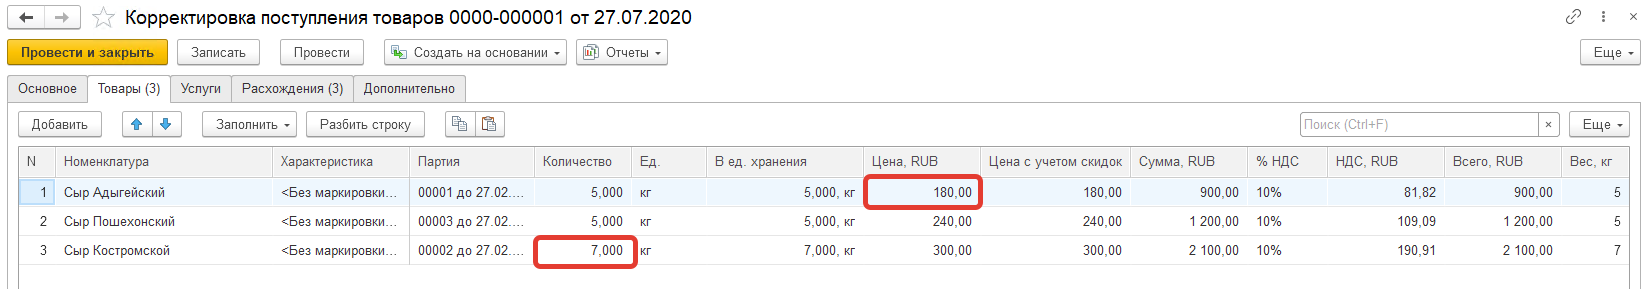 Корректировка поступления товаров 0000-000001 от 27.07.2020
Провести и закрыть Записать Провести Создать на основании Отчеты Еще
Основное Товары (3) Услуги Расхождения (3) Дополнительно
Добавить Заполнить Разбить строку Поиск (Ctrl+F) × Еще
N Номенклатура Характеристика Партия Количество Ед. В ед. хранения Цена, RUB Цена с учетом скидок Сумма, RUB % НДС НДС, RUB Всего, RUB Вес, кг
1 Сыр Адыгейский <Без маркировки... 00001 до 27.02.... 5,000 кг 5,000, кг 180,00 180,00 900,00 10% 81,82 900,00 5
2 Сыр Пошехонский <Без маркировки... 00003 до 27.02.... 5,000 кг 5,000, кг 240,00 240,00 1 200,00 10% 109,09 1 200,00 5
3 Сыр Костромской <Без маркировки... 00002 до 27.02.... 7,000 кг 7,000, кг 300,00 300,00 2 100,00 10% 190,91 2 100,00 7